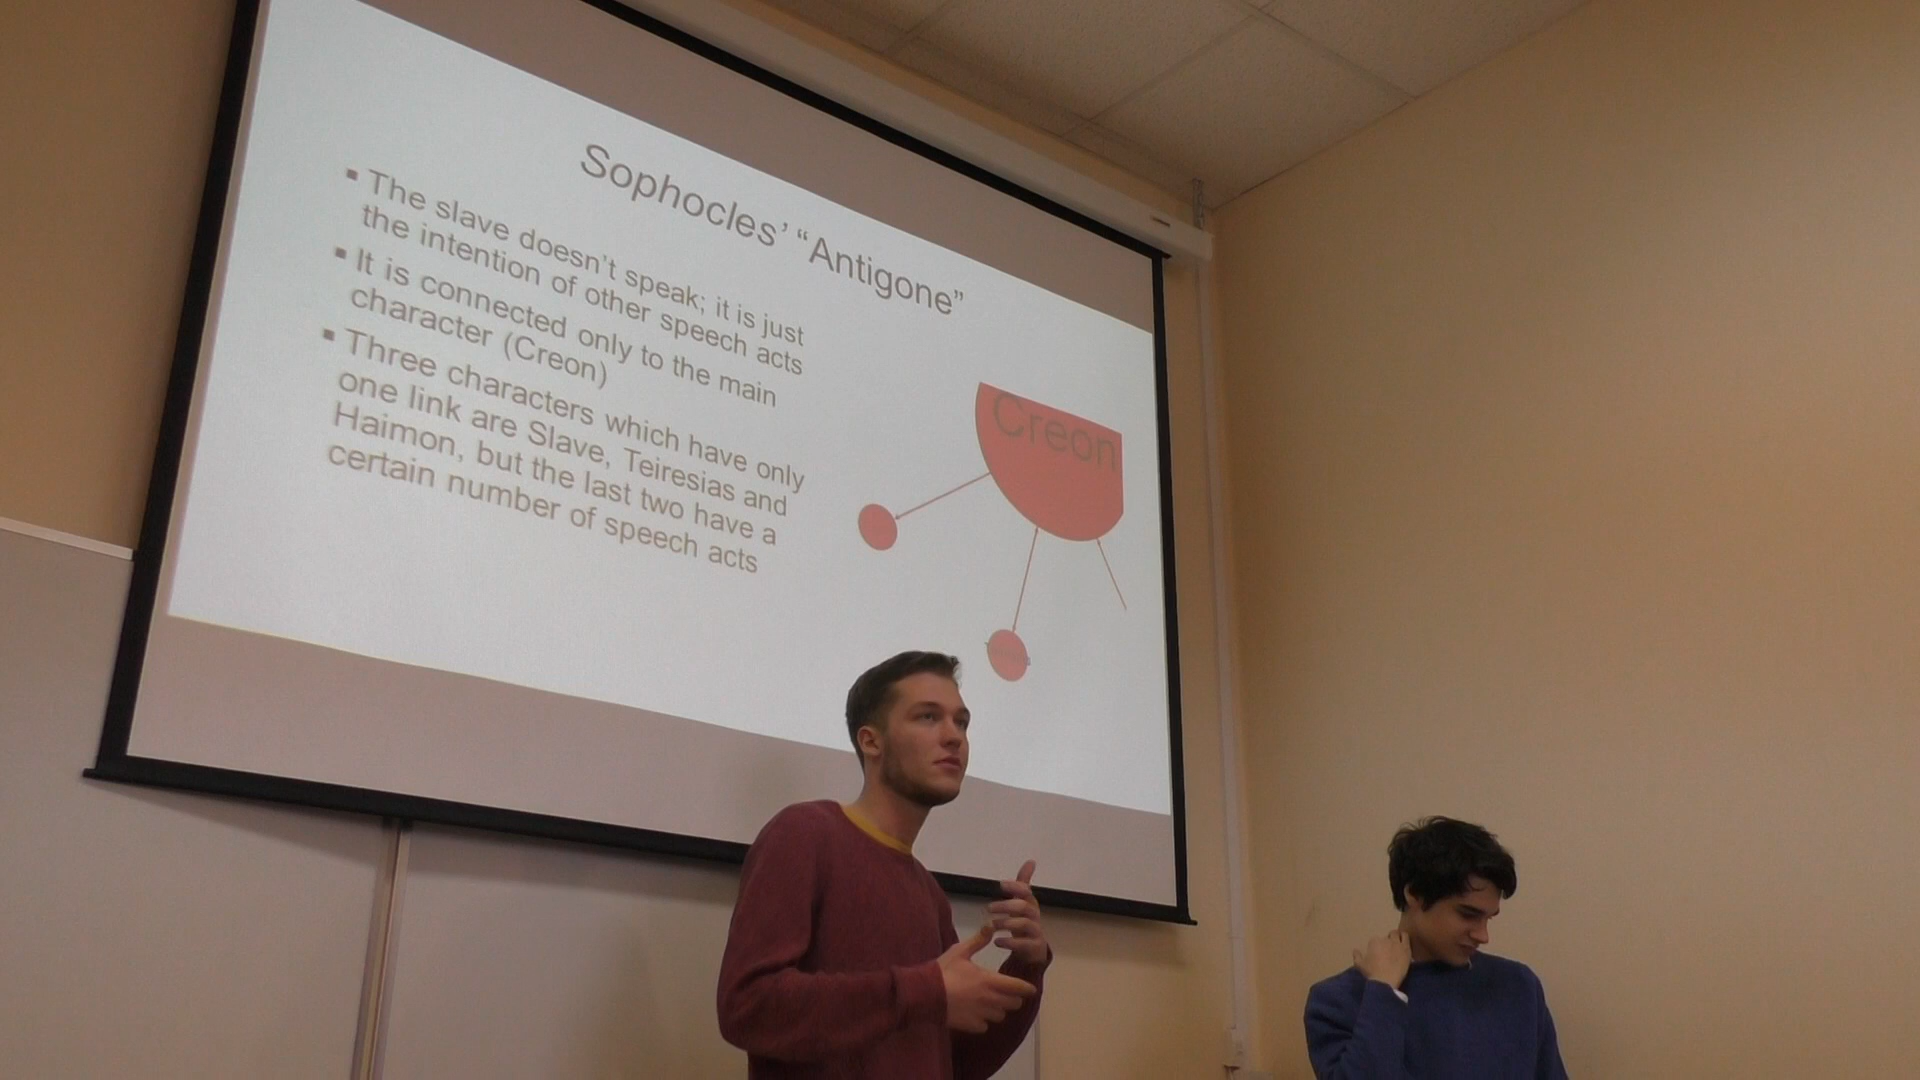 Sophocles’ “Antigone”
▪ The slave doesn’t speak; it is just
the intention of other speech acts
▪ It is connected only to the main
character (Creon)
▪ Three characters which have only
one link are Slave, Teiresias and
Haimon, but the last two have a
certain number of speech acts
Creon